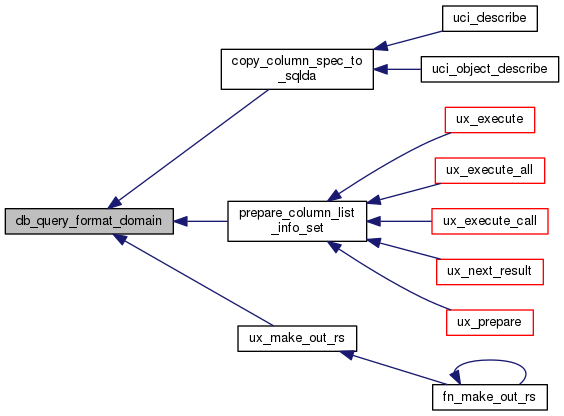 uci_describe
copy_column_spec_to
_sqlda
uci_object_describe
ux_execute
ux_execute_all
db_query_format_domain
prepare_column_list
_info_set
ux_execute_call
ux_next_result
ux_prepare
ux_make_out_rs
fn_make_out_rs